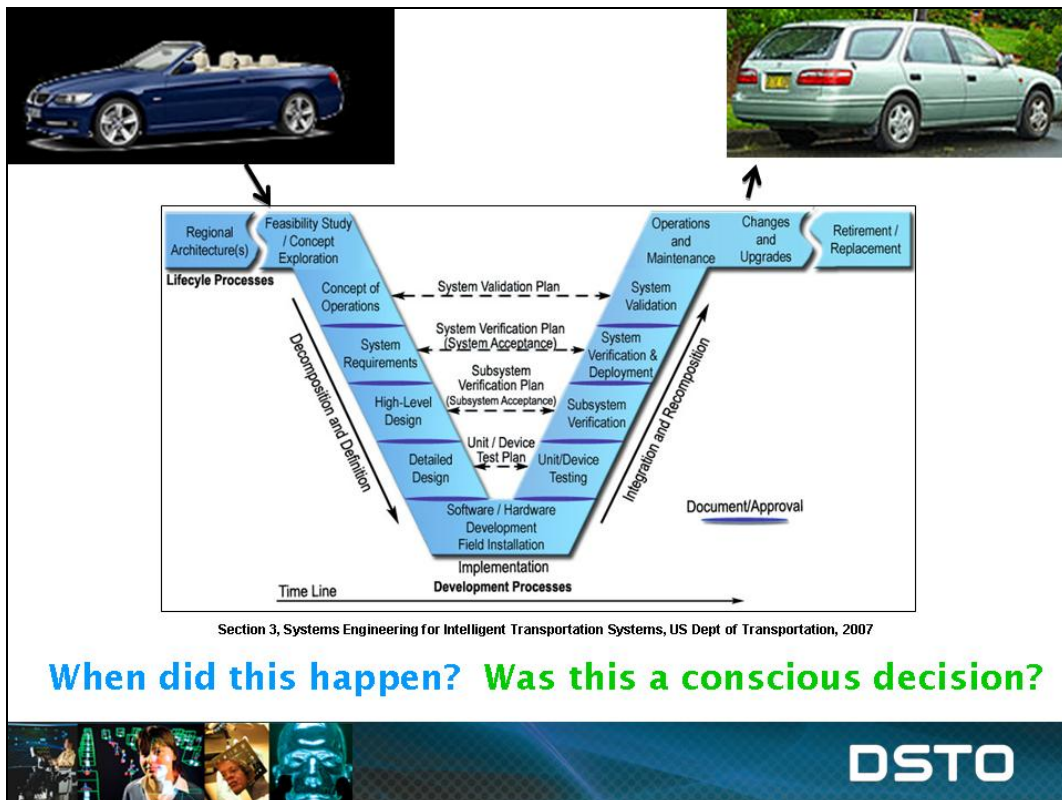 Regional
Architecture(s)
Feasibility Study
/ Concept
Exploration
Operations
and
Maintenance
Changes
and
Upgrades
Retirement /
Replacement
Lifecyle Processes
Concept of
Operations
System Validation Plan
System
Validation
System
Requirements
System Verification Plan
(System Acceptance)
System
Verification &
Deployment
High-Level
Design
Subsystem
Verification Plan
(Subsystem Acceptance)
Subsystem
Verification
Detailed
Design
Unit / Device
Test Plan
Unit/Device
Testing
Decomposition and Definition
Integration and Recomposition
Software / Hardware
Development
Field Installation
Document/Approval
Implementation
Development Processes
Time Line
Section 3, Systems Engineering for Intelligent Transportation Systems, US Dept of Transportation, 2007
When did this happen? Was this a conscious decision?
DSTO